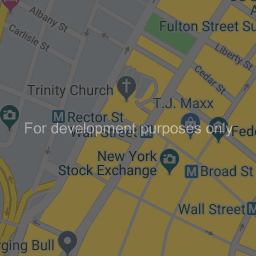 Albany St
Carlisle St
Fulton Street Su
Liberty St
Cedar St
Trinity Church
T.J. Maxx
M Rector St
Wall Street M
For development purposes only
Fede
New York
Stock Exchange
M Broad St
Wall Street M
rging Bull